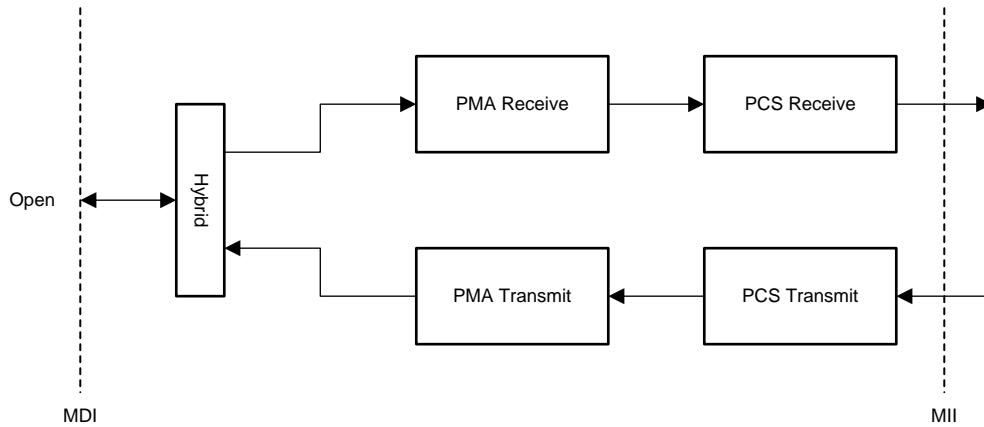 PMA Receive
PCS Receive
Hybrid
Open
PMA Transmit
PCS Transmit
MDI
MII